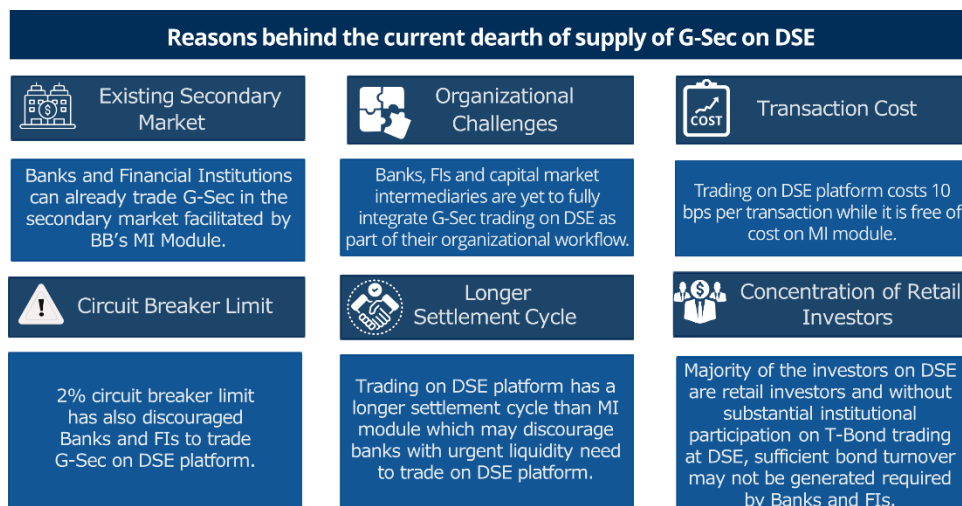 Reasons behind the current dearth of supply of G-Sec on DSE
Existing Secondary
Market
Banks and Financial Institutions
can already trade G-Sec in the
secondary market facilitated by
BB's MI Module.
Organizational
Challenges
Banks, FIs and capital market
intermediaries are yet to fully
integrate G-Sec trading on DSE as
part of their organizational workflow.
COST
Transaction Cost
Trading on DSE platform costs 10
bps per transaction while it is free of
cost on MI module.
Circuit Breaker Limit
2% circuit breaker limit
has also discouraged
Banks and FIs to trade
G-Sec on DSE platform.
Longer
Settlement Cycle
Trading on DSE platform has a
longer settlement cycle than MI
module which may discourage
banks with urgent liquidity need
to trade on DSE platform.
Concentration of Retail
Investors
Majority of the investors on DSE
are retail investors and without
substantial institutional
participation on T-Bond trading
at DSE, sufficient bond turnover
may not be generated required
by Banks and FIs.